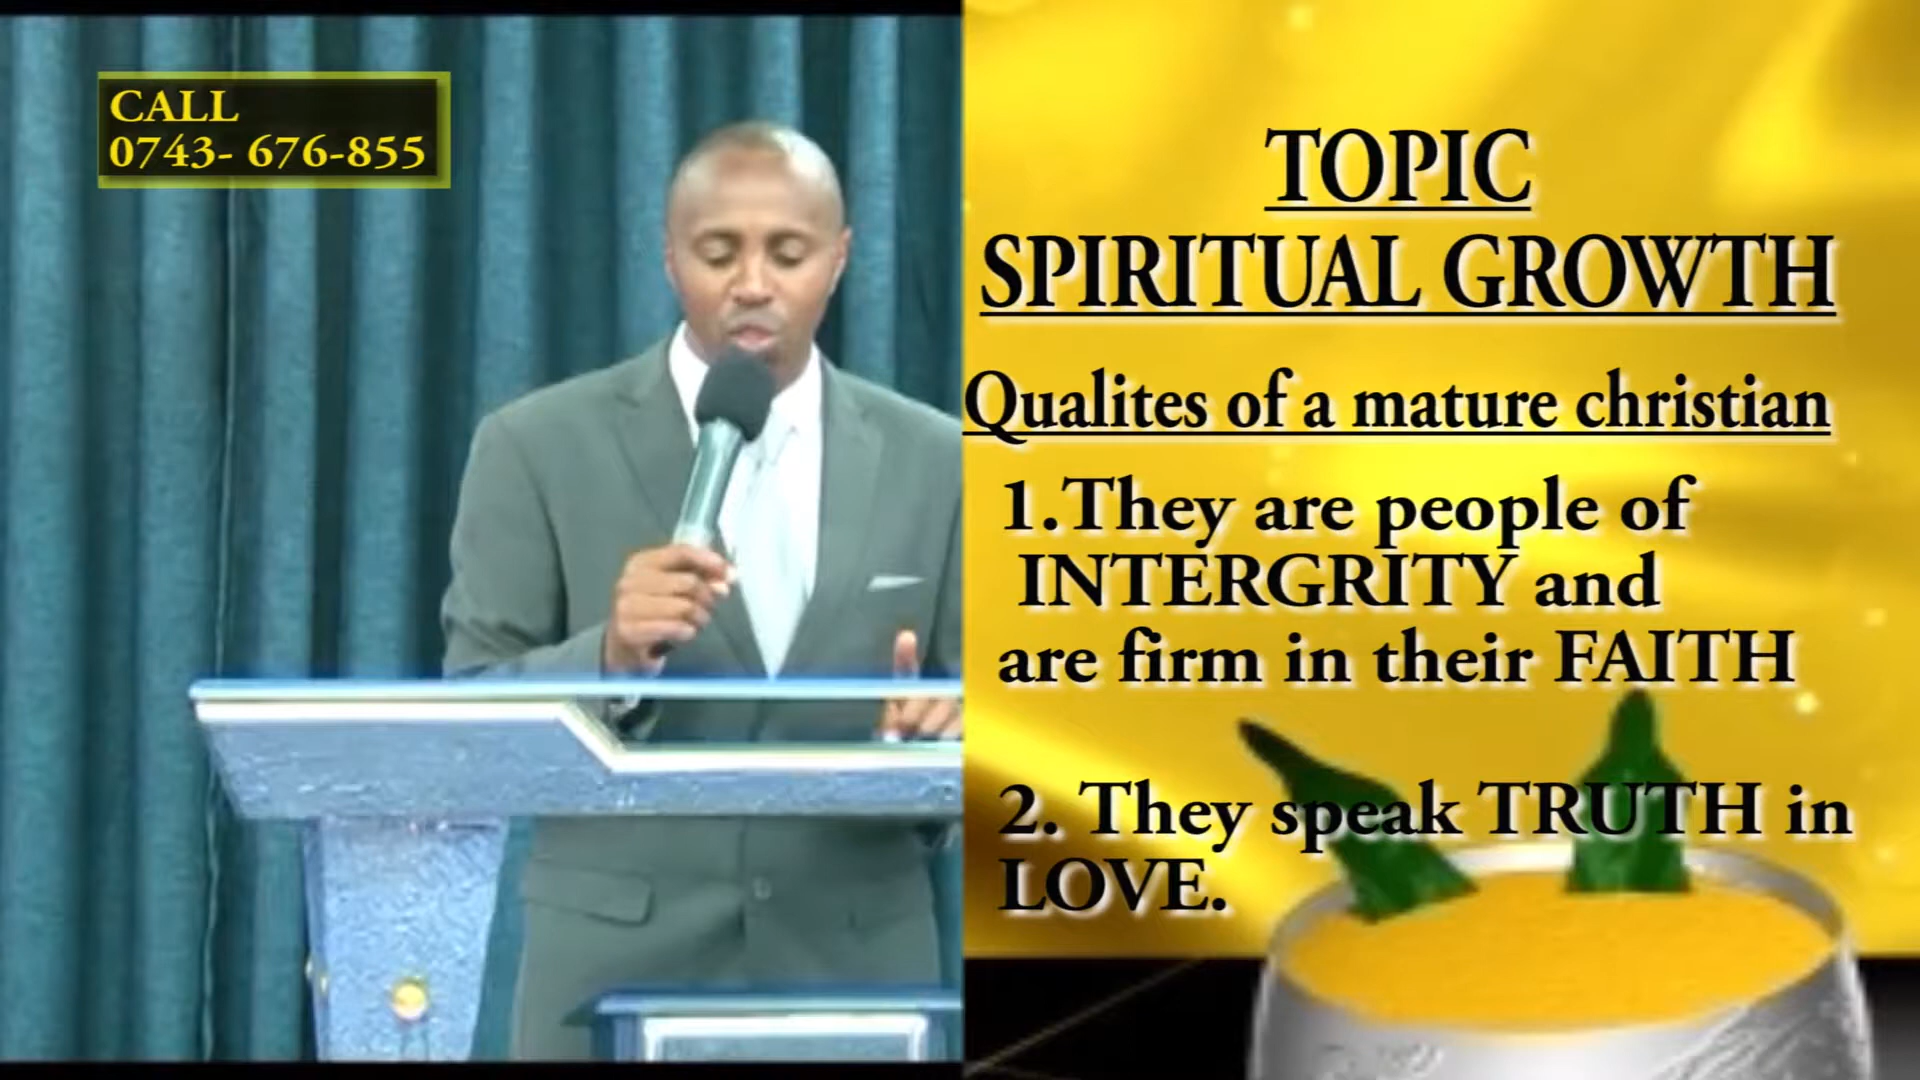 CALL
0743- 676-855
TOPIC
SPIRITUAL GROWTH
Qualites of a mature christian
1.They are people of
INTERGRITY and
are firm in their FAITH
2. They speak TRUTH in
LOVE.